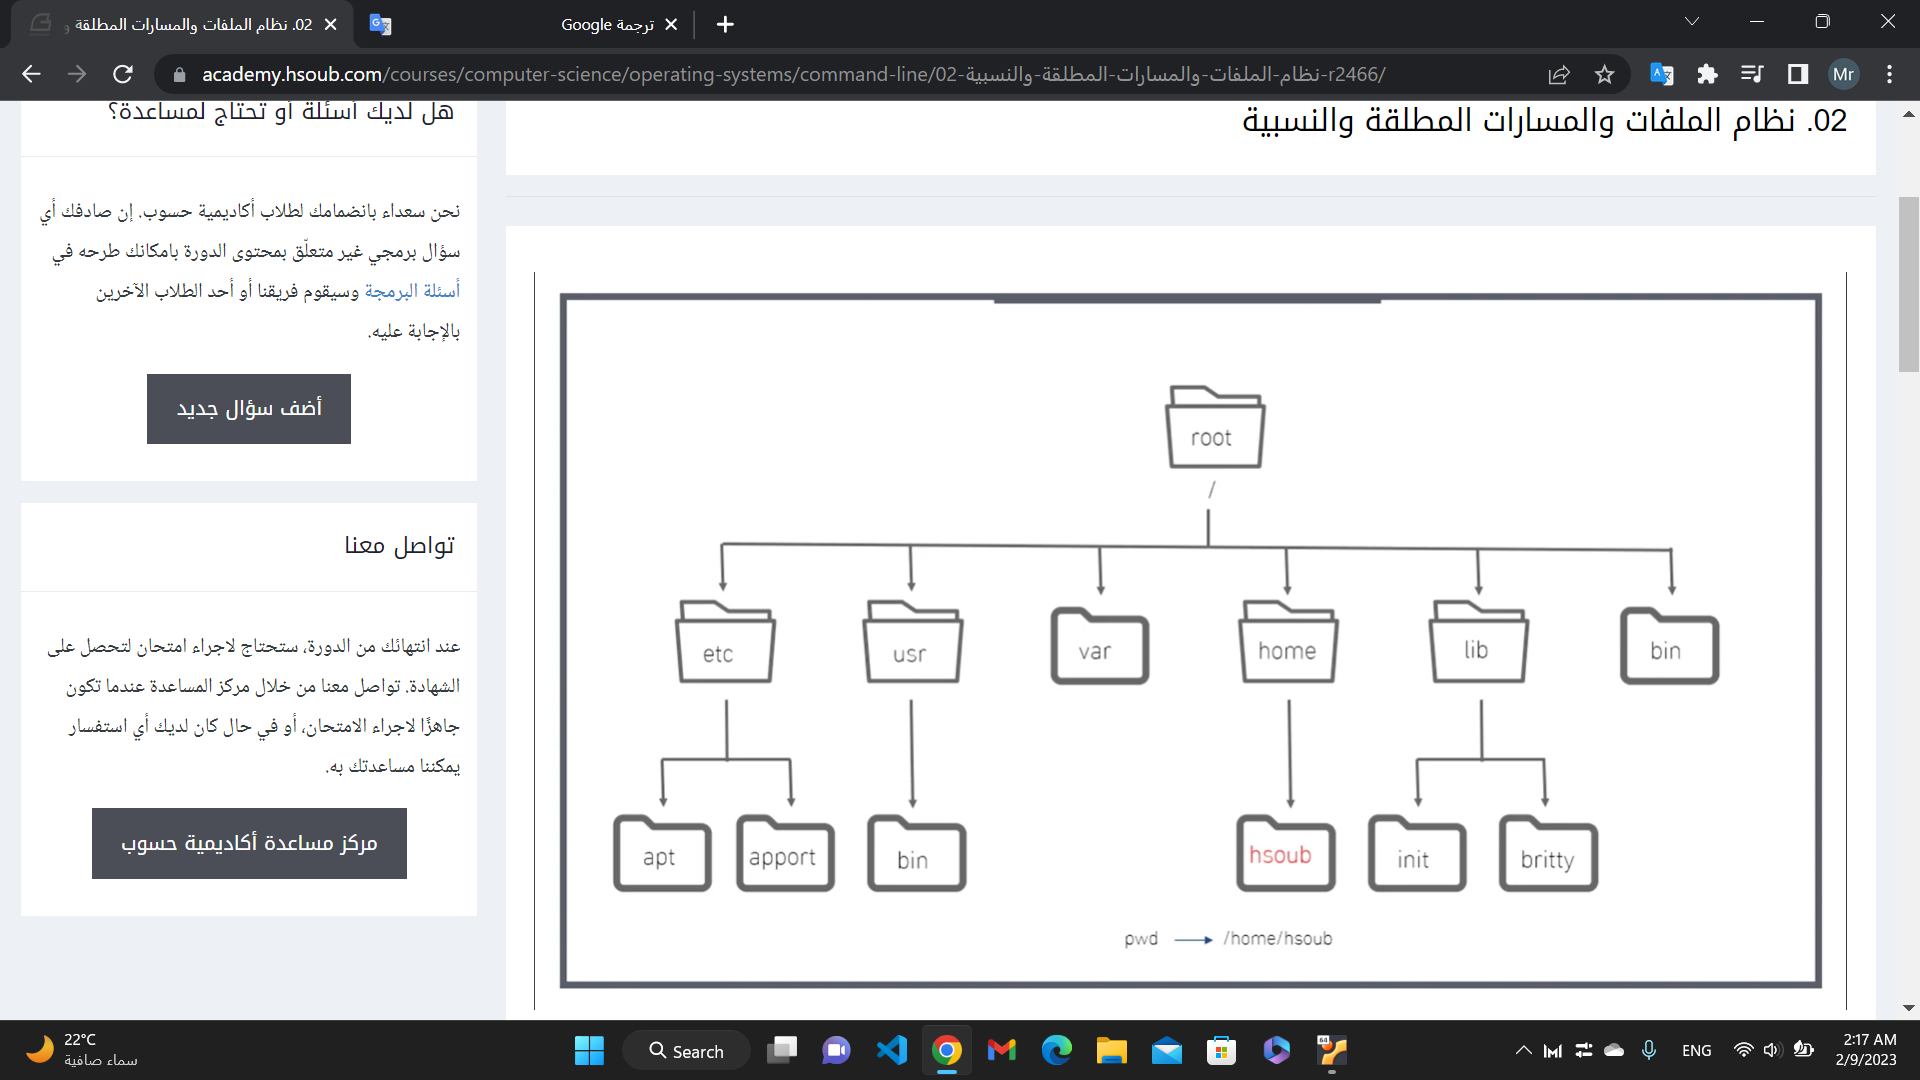 02. نظام الملفات والمسارات المطلقة و
ترجمة Google
academy.hsoub.com/courses/computer-science/operating-systems/command-line/02-نظام-الملفات-والمسارات-المطلقة-والنسبية-r2466/
Mr
02. نظام الملفات والمسارات المطلقة والنسبية
هل لديك أسئلة أو تحتاج لمساعدة؟
نحن سعداء بانضمامك لطلاب أكاديمية حسوب. إن صادفك أي
سؤال برمجي غير متعلّق بمحتوى الدورة بامكانك طرحه في
أسئلة البرمجة وسيقوم فريقنا أو أحد الطلاب الآخرين
بالإجابة عليه.
أضف سؤال جديد
تواصل معنا
عند انتهائك من الدورة، ستحتاج لاجراء امتحان لتحصل على
الشهادة. تواصل معنا من خلال مركز المساعدة عندما تكون
جاهزًا لاجراء الامتحان، أو في حال كان لديك أي استفسار
يمكننا مساعدتك به.
مركز مساعدة أكاديمية حسوب
root
/
etc
usr
var
home
lib
bin
apt
apport
bin
hsoub
init
britty
pwd → /home/hsoub
22°C
سماء صافية
Search
64
ENG
2:17 AM
2/9/2023